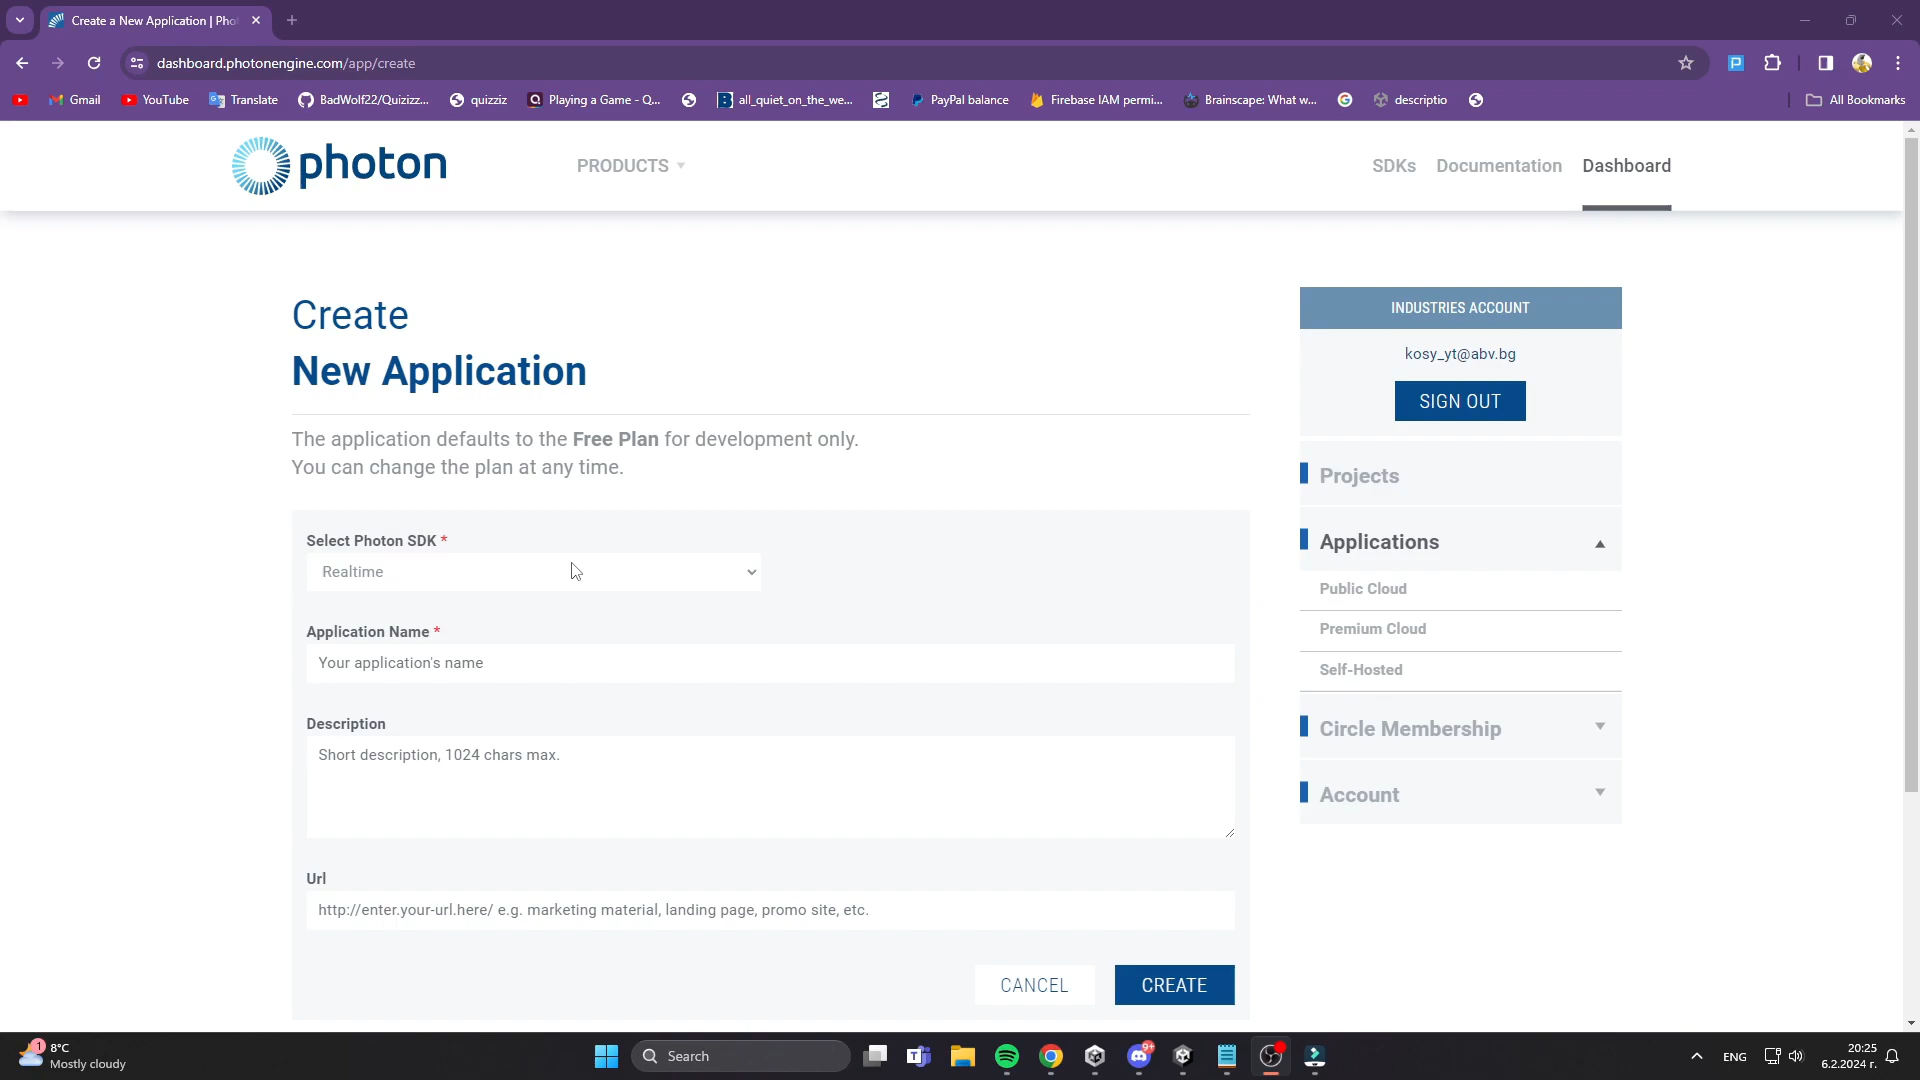 Create a New Application | Pho
dashboard.photonengine.com/app/create
Gmail
YouTube
Translate
BadWolf22/Quizizz...
quizziz
Playing a Game - Q...
all_quiet_on_the_we...
PayPal balance
Firebase IAM permi...
Brainscape: What w...
descriptio
All Bookmarks
photon
PRODUCTS
SDKs
Documentation
Dashboard
Create
New Application
The application defaults to the Free Plan for development only.
You can change the plan at any time.
Select Photon SDK *
Realtime
Application Name *
Your application's name
Description
Short description, 1024 chars max.
Url
http://enter.your-url.here/ e.g. marketing material, landing page, promo site, etc.
CANCEL
CREATE
INDUSTRIES ACCOUNT
kosy_yt@abv.bg
SIGN OUT
Projects
Applications
Public Cloud
Premium Cloud
Self-Hosted
Circle Membership
Account
1
8°C
Mostly cloudy
Search
9+
ENG
20:25
6.2.2024 г.